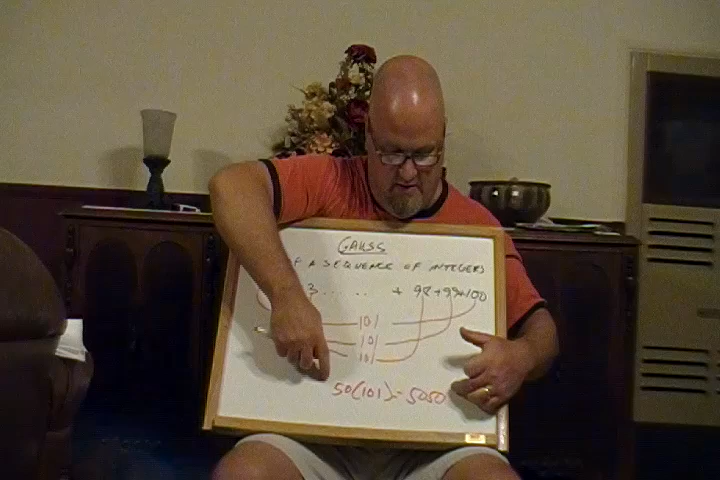 GAUSS
F A SEQUENCE OF INTEGERS
3 . . . . . + 98 + 99 + 100
101
101
101
50(101) = 5050